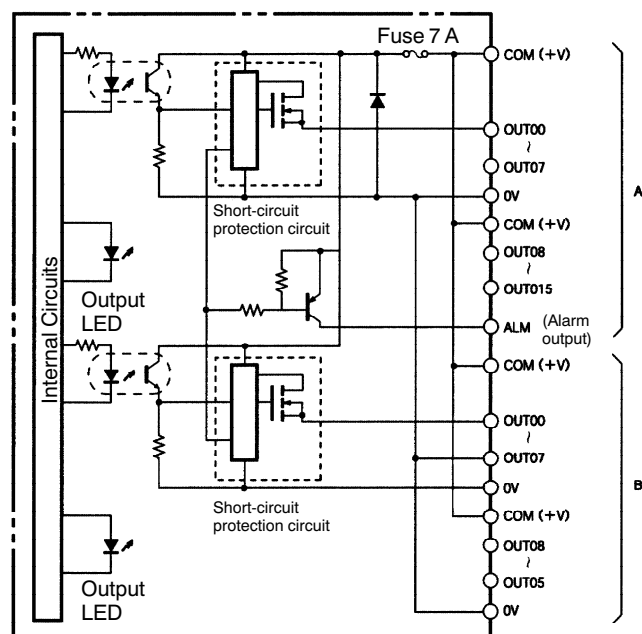 Fuse 7 A
COM (+V)
OUT00
~
OUT07
0V
A
Short-circuit
protection circuit
COM (+V)
OUT08
~
OUT015
Internal Circuits
Output
LED
ALM
(Alarm
output)
COM (+V)
OUT00
~
OUT07
0V
B
Short-circuit
protection circuit
COM (+V)
OUT08
~
OUT05
0V
Output
LED